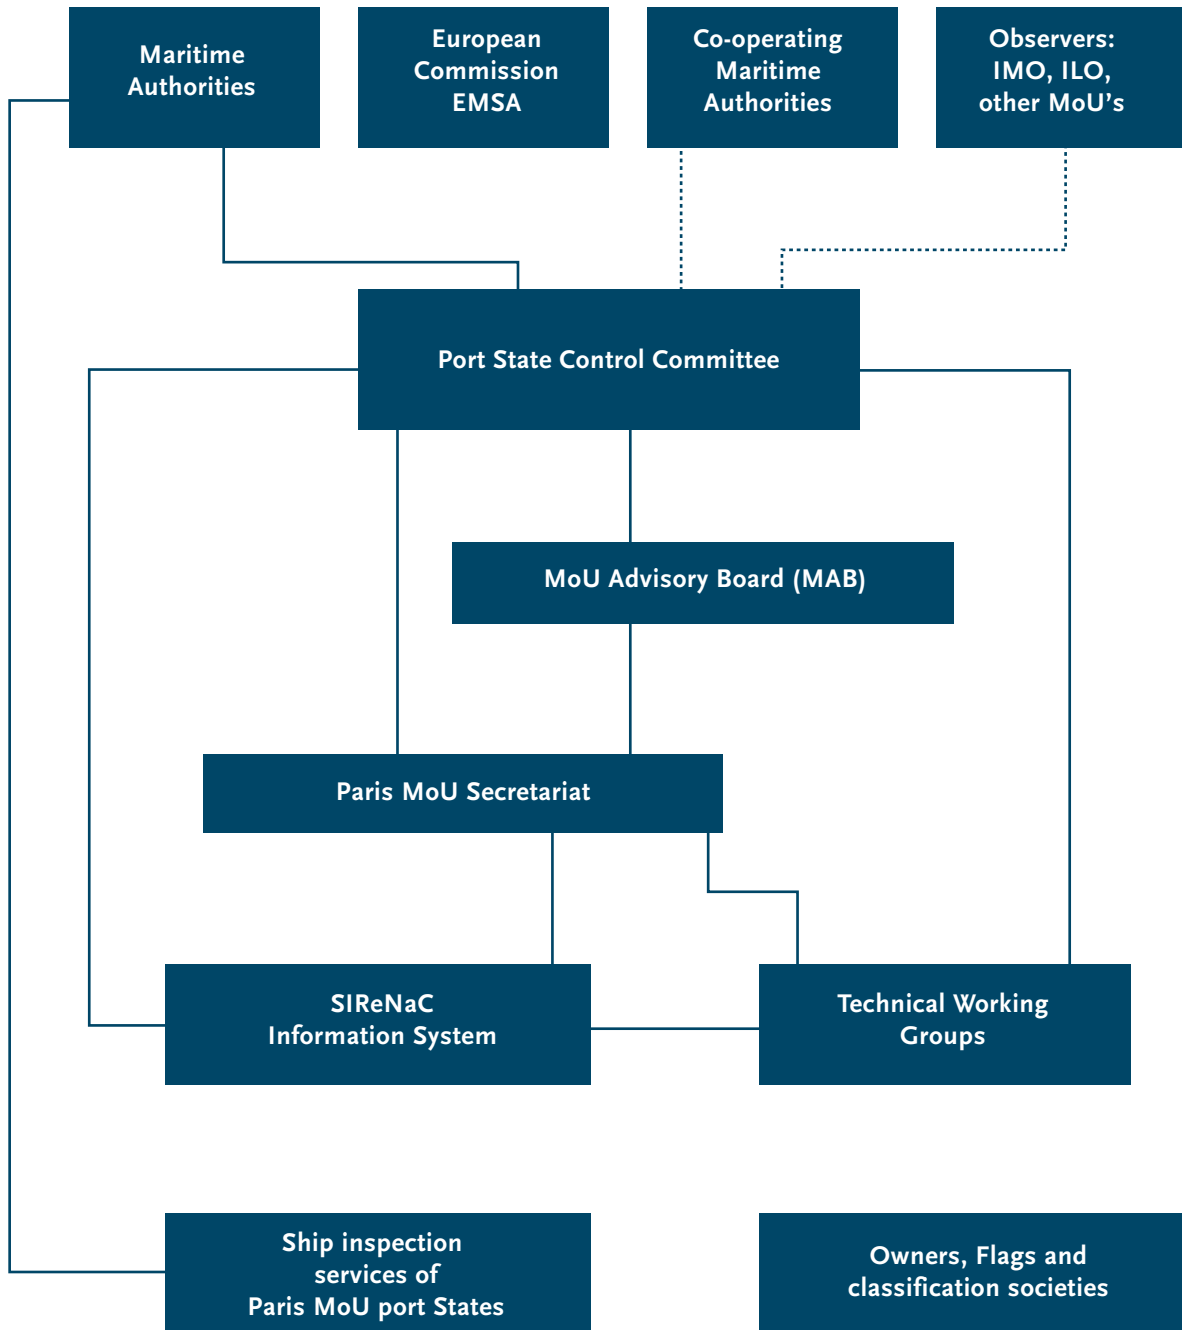 Maritime
Authorities
European
Commission
EMSA
Co-operating
Maritime
Authorities
Observers:
IMO, ILO,
other MoU's
Port State Control Committee
MoU Advisory Board (MAB)
Paris MoU Secretariat
SIReNaC
Information System
Technical Working
Groups
Ship inspection
services of
Paris MoU port States
Owners, Flags and
classification societies